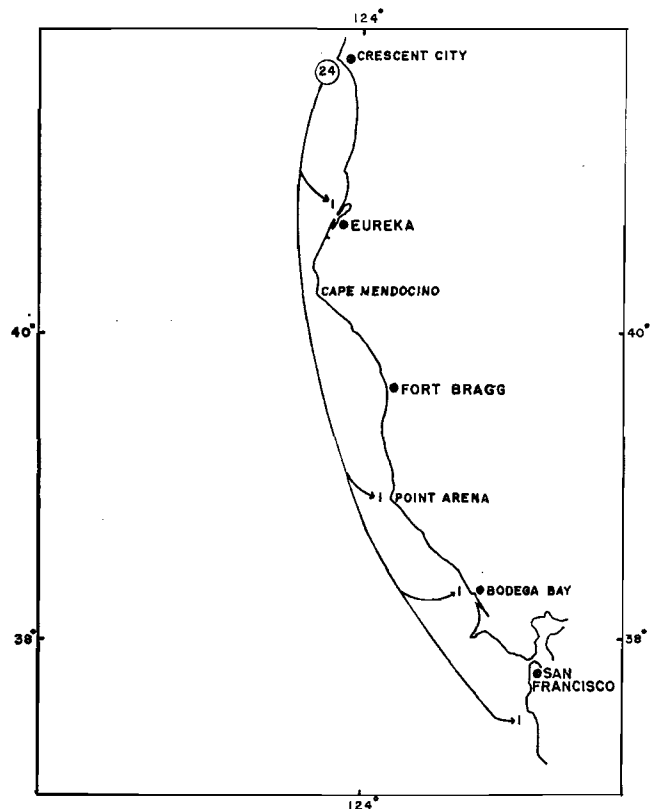 124°
24
CRESCENT CITY
1
EUREKA
CAPE MENDOCINO
40°
40°
FORT BRAGG
1 POINT ARENA
1 BODEGA BAY
38°
38°
SAN
FRANCISCO
1
124°